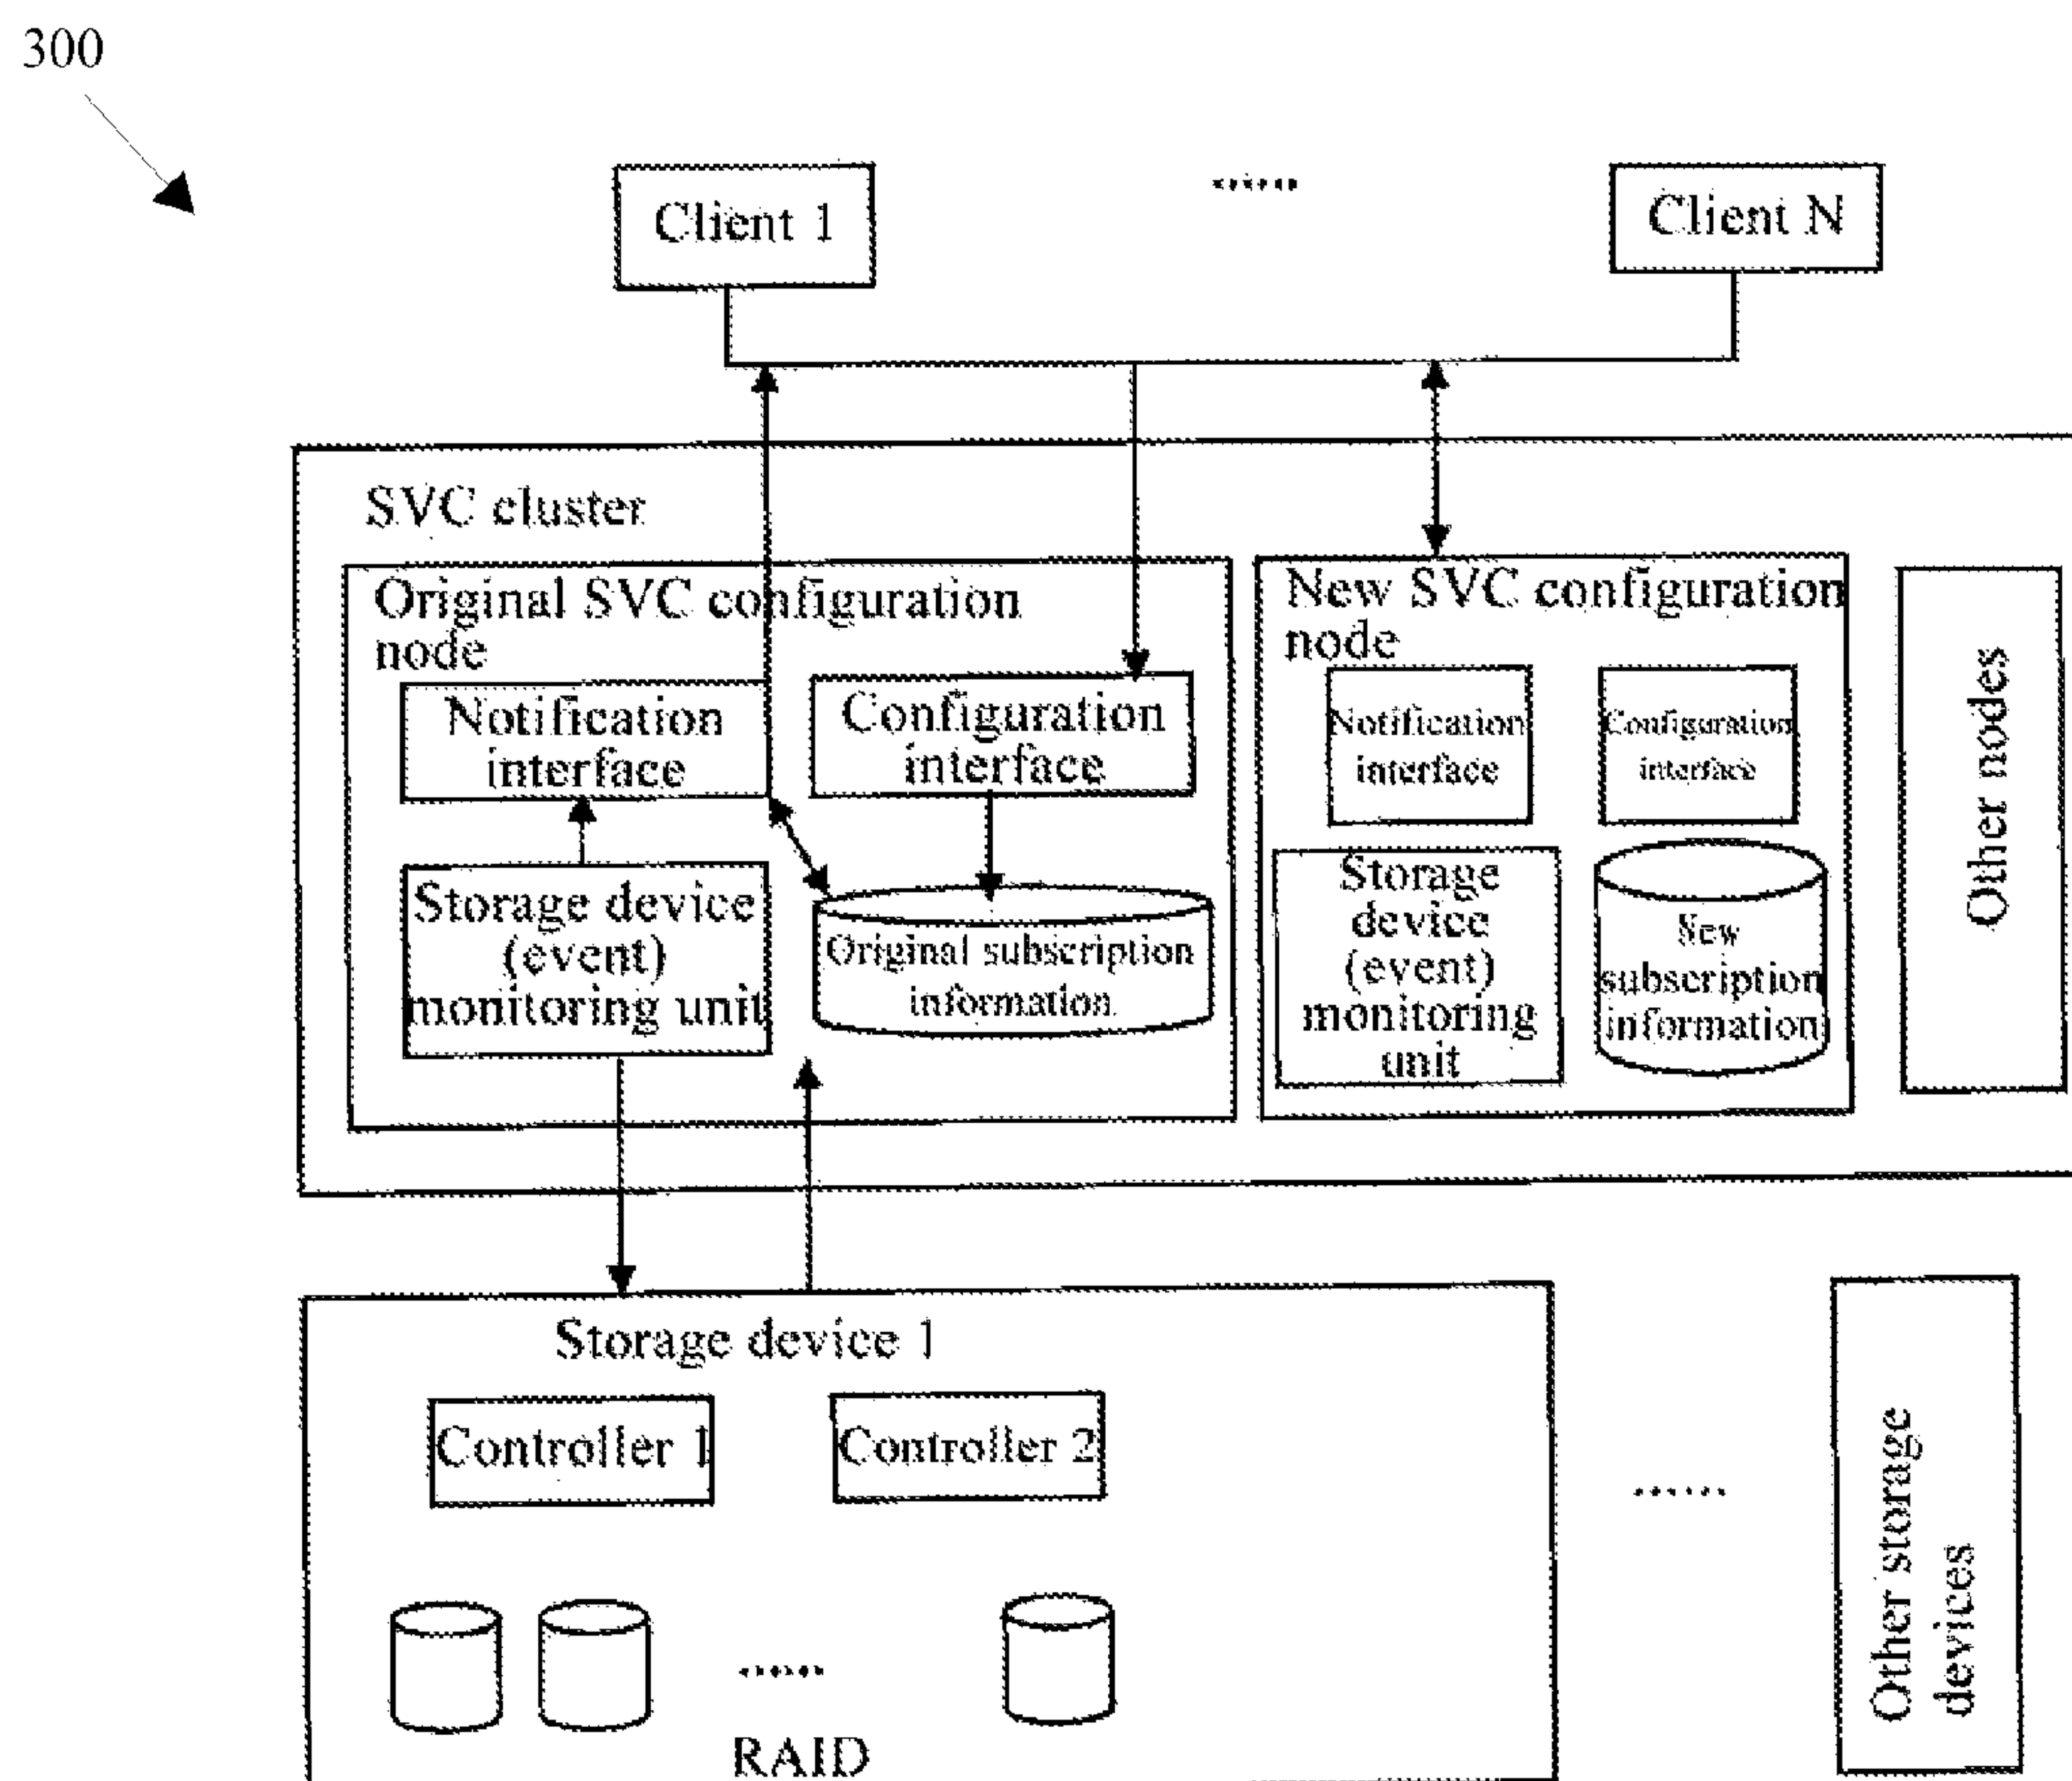 300
Client 1
......
Client N
SVC cluster
Original SVC configuration
node
New SVC configuration
node
Notification
interface
Configuration
interface
Notification
interface
Configuration
interface
Other nodes
Storage device
(event)
monitoring unit
Original subscription
information
Storage
device
(event)
monitoring
unit
New
subscription
information
Storage device 1
Controller 1
Controller 2
......
Other storage
devices
......
RAID